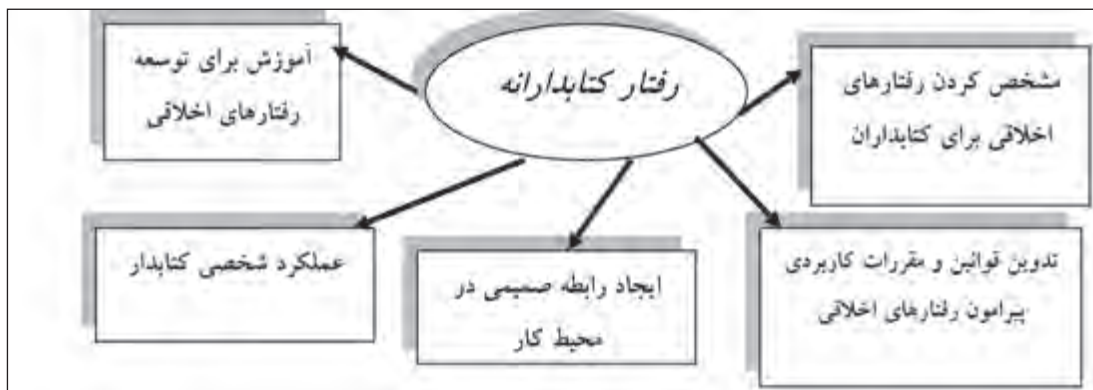 رفتار کتابدارانه
مشخص کردن رفتارهای
اخلاقی برای کتابداران
آموزش برای توسعه
رفتارهای اخلاقی
تدوین قوانین و مقررات کاربردی
پیرامون رفتارهای اخلاقی
ایجاد رابطه صمیمی در
محیط کار
عملکرد شخصی کتابدار